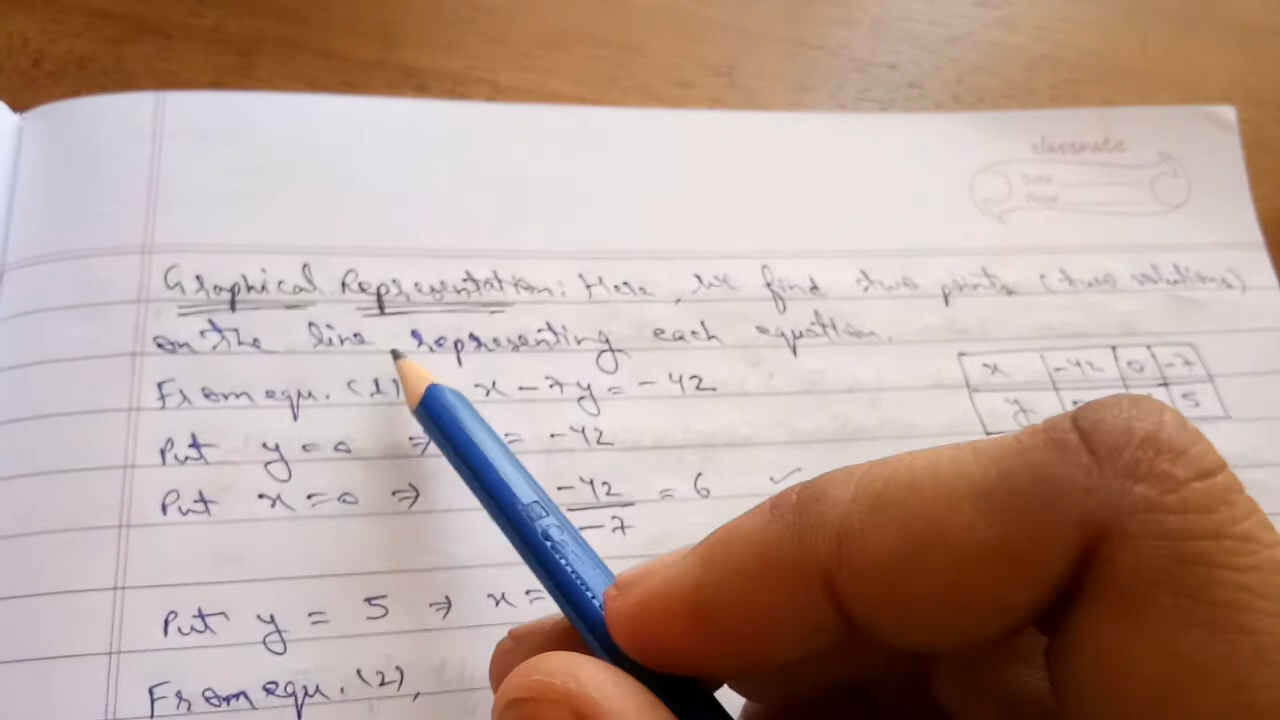 classmate
Date
Page
Graphical Representation: Here, we find two points (two solutions)
on the line representing each equation.
From equ. (1) x - 7y = -42
x -42 0 -7
y 5
Put y = 0 ⇒ = -42
Put x = 0 ⇒ -42/-7 = 6 ✓
Put y = 5 ⇒ x =
From equ. (2),